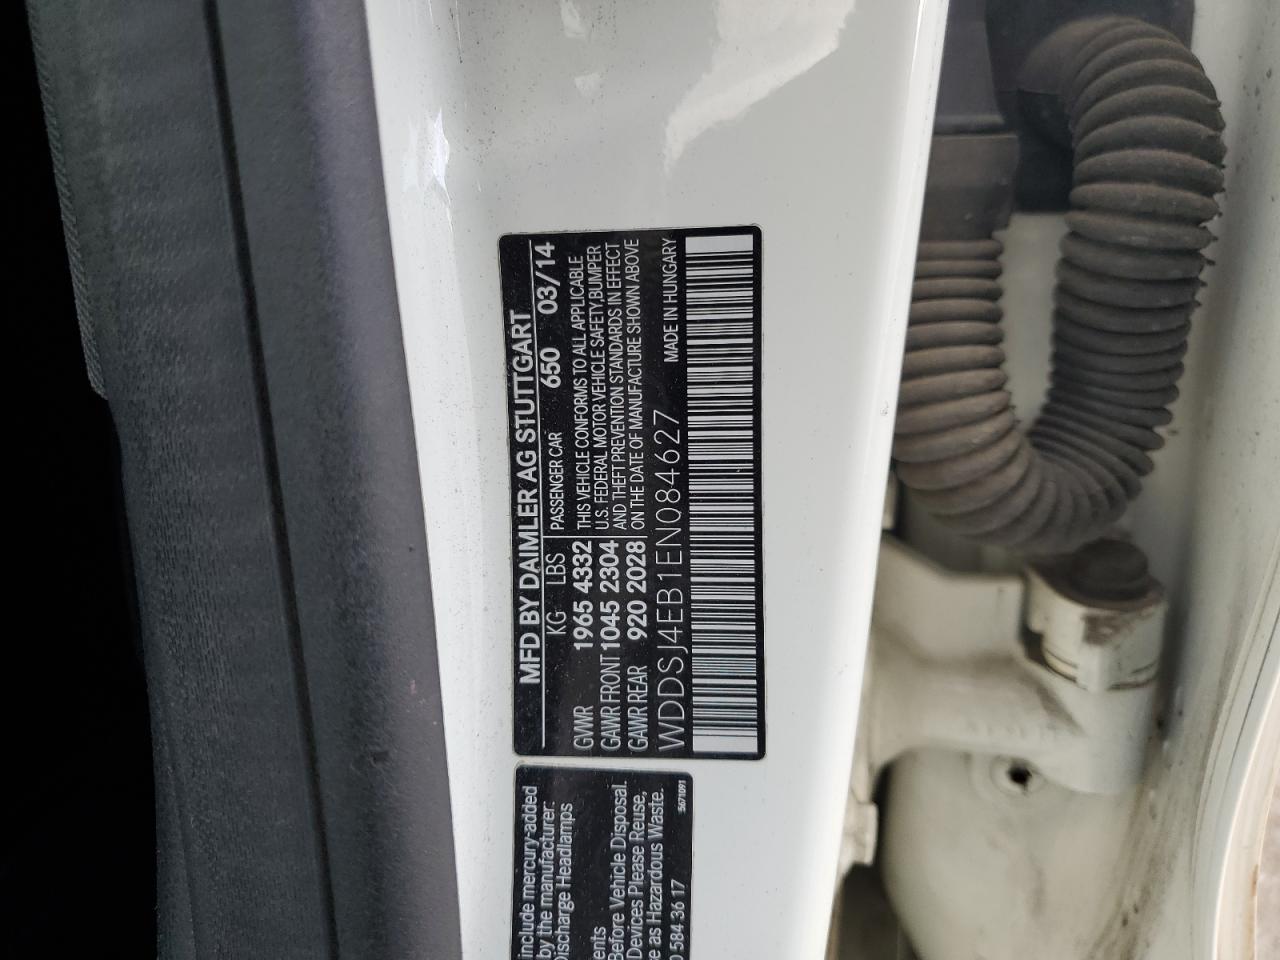 MFD BY DAIMLER AG STUTTGART
KG LBS PASSENGER CAR 650 03/14
GVWR 1965 4332 THIS VEHICLE CONFORMS TO ALL APPLICABLE
GAWR FRONT 1045 2304 U.S. FEDERAL MOTOR VEHICLE SAFETY,BUMPER
AND THEFT PREVENTION STANDARDS IN EFFECT
GAWR REAR 920 2028 ON THE DATE OF MANUFACTURE SHOWN ABOVE
WDDSJ4EB1EN084627 MADE IN HUNGARY
include mercury-added
by the manufacturer:
Discharge Headlamps
Before Vehicle Disposal.
Devices Please Reuse,
as Hazardous Waste.
584 36 17
5671091